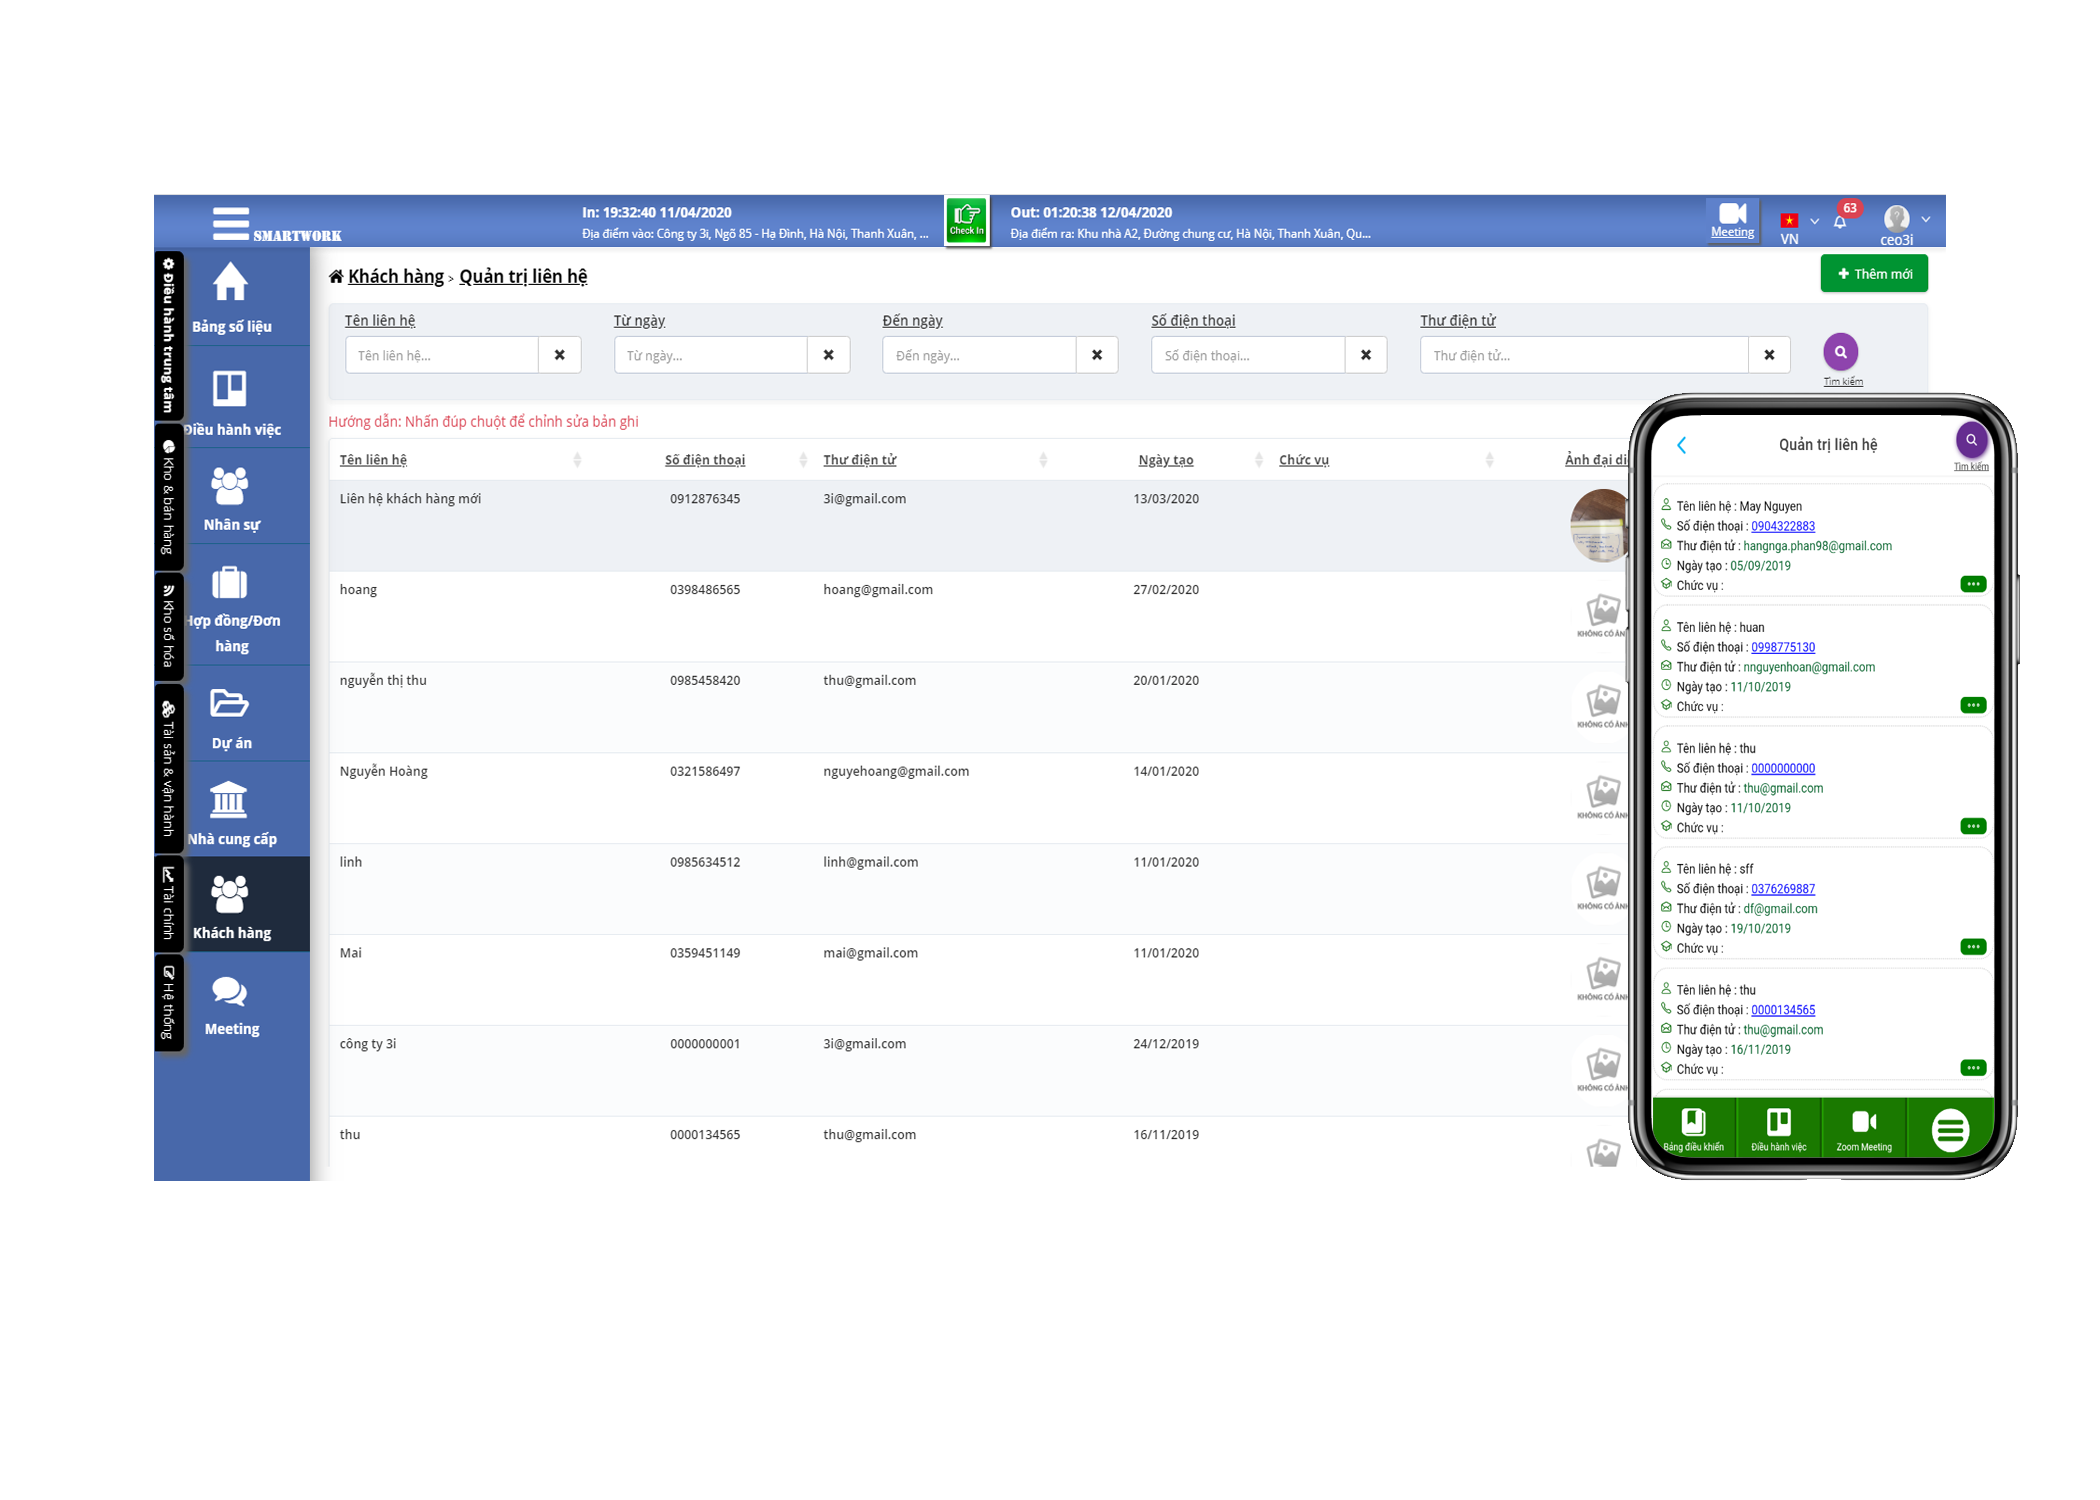 SMARTWORK
In: 19:32:40 11/04/2020
Địa điểm vào: Công ty 3i, Ngõ 85 - Hạ Đình, Hà Nội, Thanh Xuân, ...
Check In
Out: 01:20:38 12/04/2020
Địa điểm ra: Khu nhà A2, Đường chung cư, Hà Nội, Thanh Xuân, Qu...
Meeting
VN
63
ceo3i
Điều hành trung tâm
Kho & bán hàng
Kho số hóa
Tài sản & vận hành
Tài chính
Hệ thống
Bảng số liệu
Điều hành việc
Nhân sự
Hợp đồng/Đơn
hàng
Dự án
Nhà cung cấp
Khách hàng
Meeting
Khách hàng > Quản trị liên hệ
Thêm mới
Tên liên hệ Từ ngày Đến ngày Số điện thoại Thư điện tử
Tên liên hệ... Từ ngày... Đến ngày... Số điện thoại... Thư điện tử...
Tìm kiếm
Hướng dẫn: Nhấn đúp chuột để chỉnh sửa bản ghi
Tên liên hệ Số điện thoại Thư điện tử Ngày tạo Chức vụ Ảnh đại di
Liên hệ khách hàng mới 0912876345 3i@gmail.com 13/03/2020
hoang 0398486565 hoang@gmail.com 27/02/2020
KHÔNG CÓ ẢNH
nguyễn thị thu 0985458420 thu@gmail.com 20/01/2020
KHÔNG CÓ ẢNH
Nguyễn Hoàng 0321586497 nguyehoang@gmail.com 14/01/2020
KHÔNG CÓ ẢNH
linh 0985634512 linh@gmail.com 11/01/2020
KHÔNG CÓ ẢNH
Mai 0359451149 mai@gmail.com 11/01/2020
KHÔNG CÓ ẢNH
công ty 3i 0000000001 3i@gmail.com 24/12/2019
KHÔNG CÓ ẢNH
thu 0000134565 thu@gmail.com 16/11/2019
Quản trị liên hệ
Tìm kiếm
Tên liên hệ : May Nguyen
Số điện thoại : 0904322883
Thư điện tử : hangnga.phan98@gmail.com
Ngày tạo : 05/09/2019
Chức vụ :
Tên liên hệ : huan
Số điện thoại : 0998775130
Thư điện tử : nnguyenhoan@gmail.com
Ngày tạo : 11/10/2019
Chức vụ :
Tên liên hệ : thu
Số điện thoại : 0000000000
Thư điện tử : thu@gmail.com
Ngày tạo : 11/10/2019
Chức vụ :
Tên liên hệ : sff
Số điện thoại : 0376269887
Thư điện tử : df@gmail.com
Ngày tạo : 19/10/2019
Chức vụ :
Tên liên hệ : thu
Số điện thoại : 0000134565
Thư điện tử : thu@gmail.com
Ngày tạo : 16/11/2019
Chức vụ :
Bảng điều khiển Điều hành việc Zoom Meeting